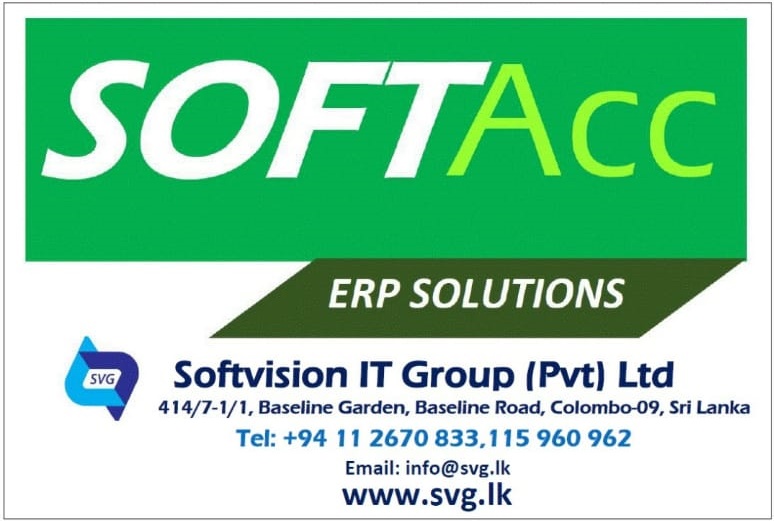 SOFTAcc
ERP SOLUTIONS
SVG
Softvision IT Group (Pvt) Ltd
414/7-1/1, Baseline Garden, Baseline Road, Colombo-09, Sri Lanka
Tel: +94 11 2670 833,115 960 962
Email: info@svg.lk
www.svg.lk